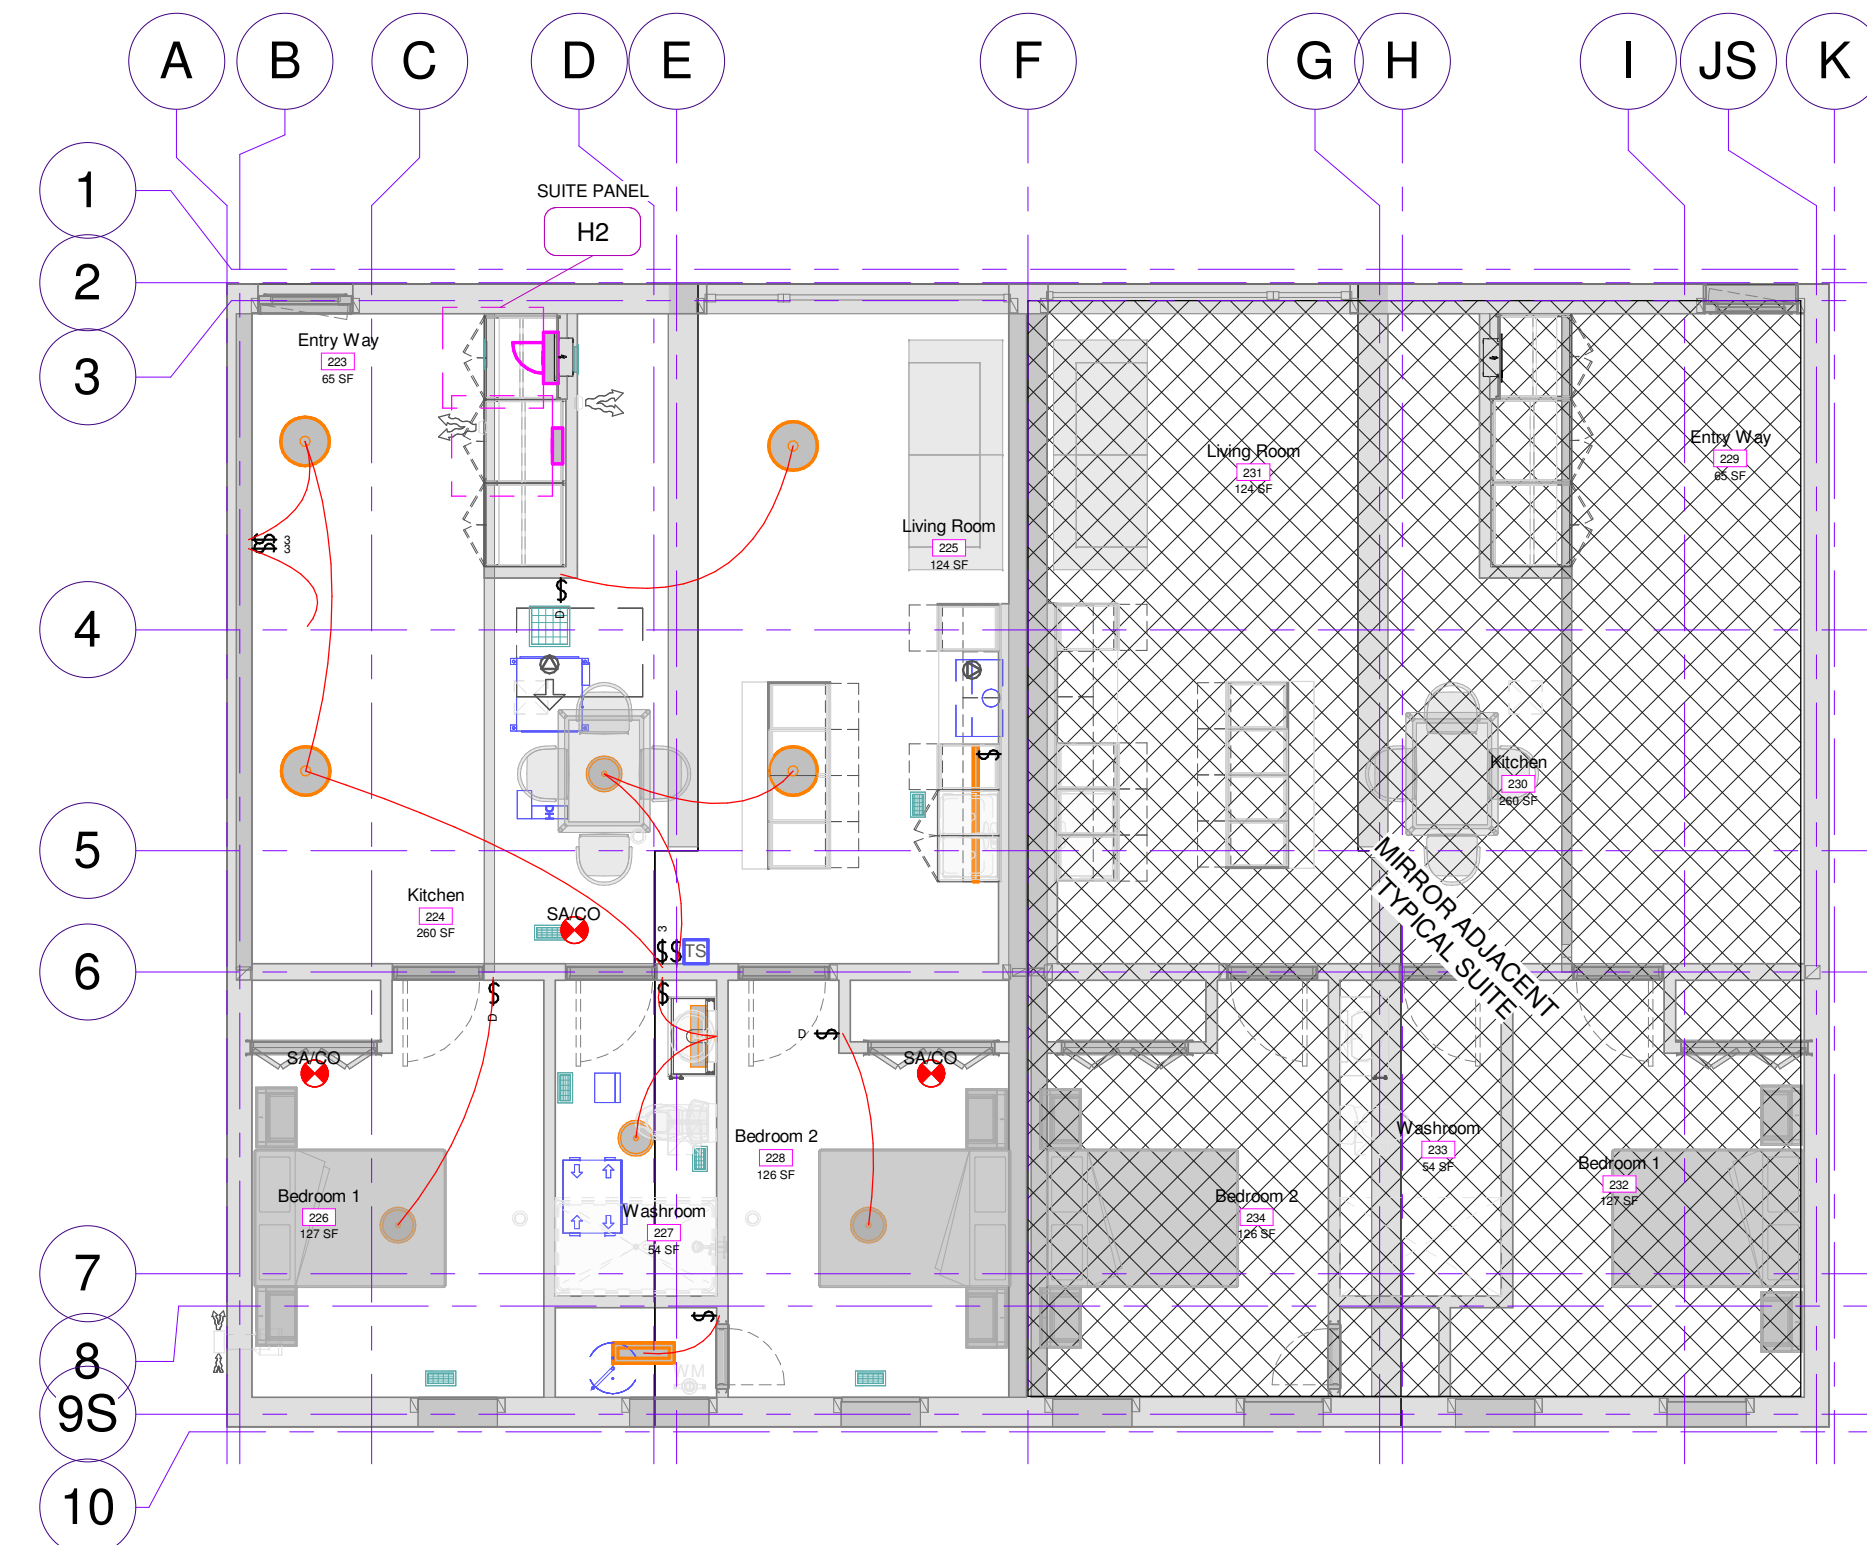 A
B
C
D
E
F
G
H
I
JS
K
1
2
3
4
5
6
7
8
9S
10
SUITE PANEL
H2
Entry Way
223
65 SF
3
3
$
D
Living Room
225
124 SF
Living Room
231
124 SF
Entry Way
229
65 SF
Kitchen
230
260 SF
Kitchen
224
260 SF
SA/CO
3
$$
TS
MIRROR ADJACENT
TYPICAL SUITE
$
D
$
D
$
SA/CO
SA/CO
Bedroom 1
226
127 SF
Washroom
227
54 SF
Bedroom 2
228
126 SF
Bedroom 2
234
126 SF
Washroom
233
54 SF
Bedroom 1
232
127 SF
$
WM